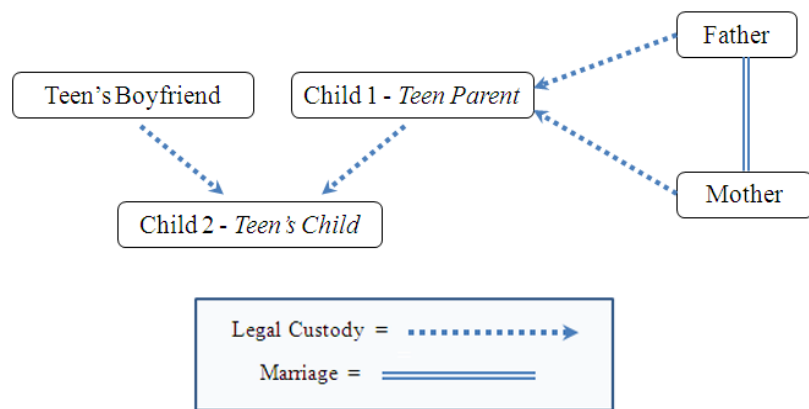 Father
Teen's Boyfriend
Child 1 - Teen Parent
Mother
Child 2 - Teen's Child
Legal Custody =
Marriage =